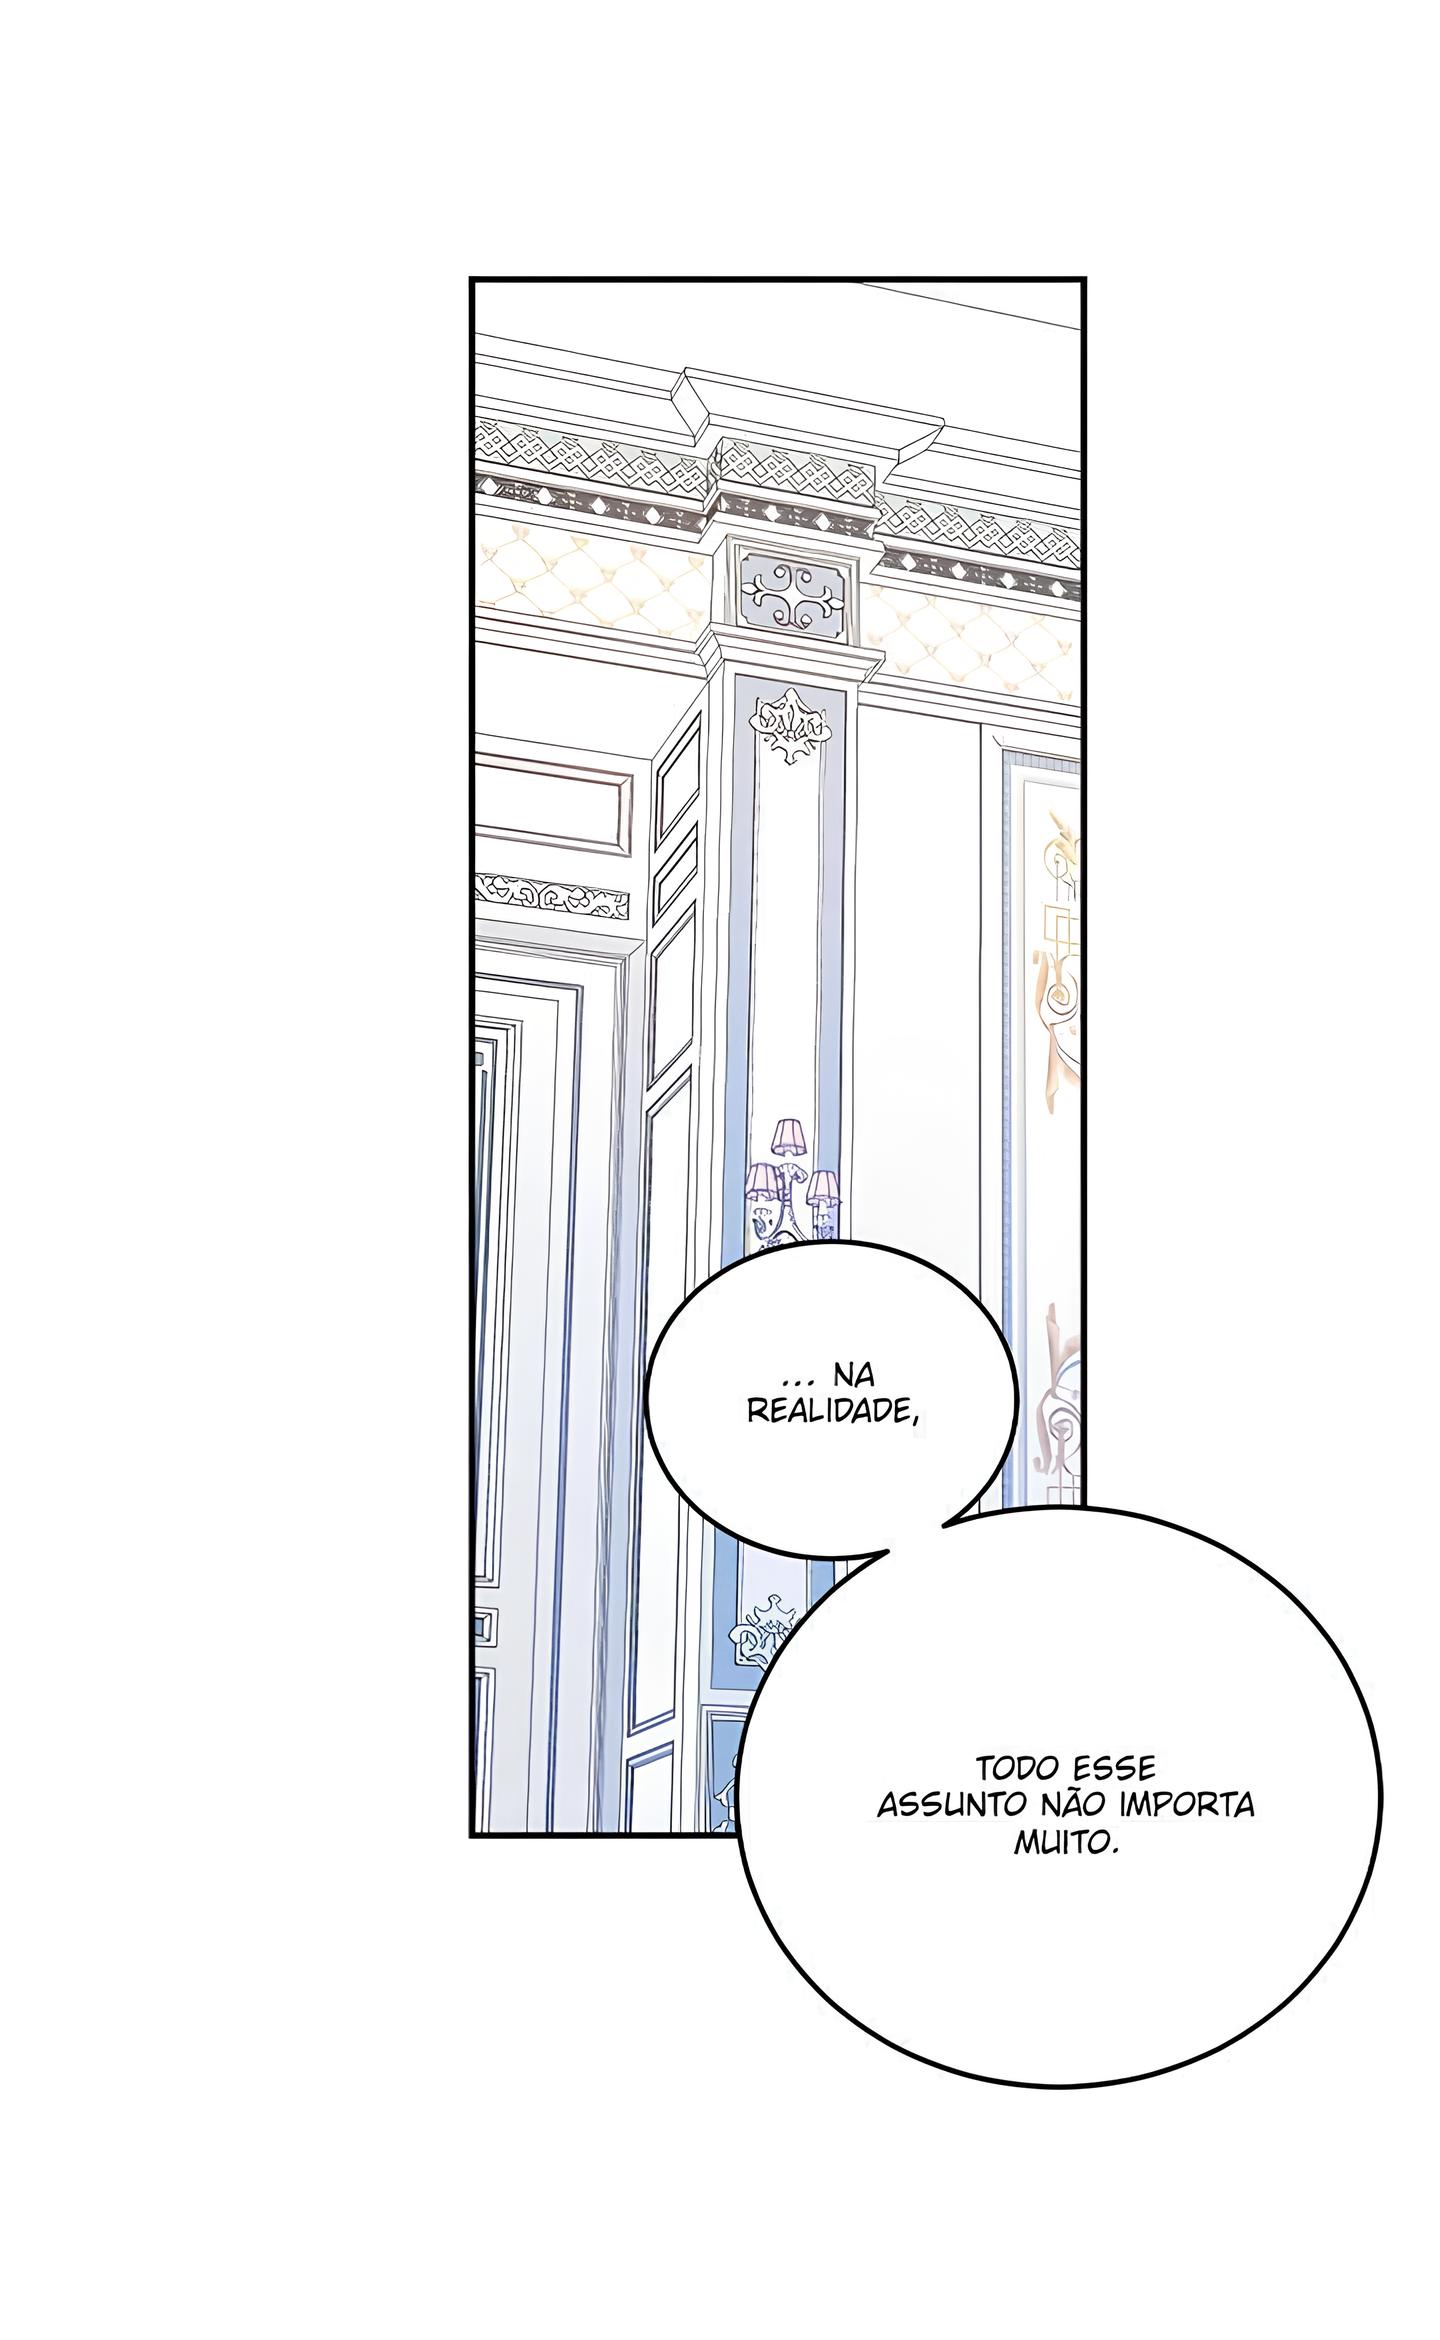 ... NA
REALIDADE,
TODO ESSE
ASSUNTO NÃO IMPORTA
MUITO.